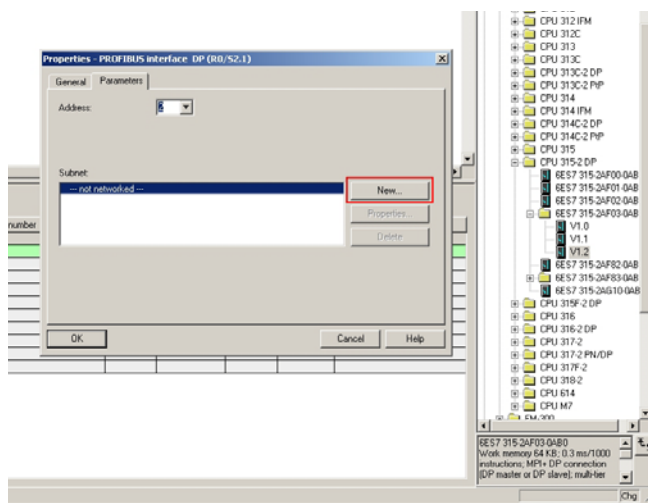 Properties - PROFIBUS interface DP (R0/S2.1)
General
Parameters
Address:
2
Subnet:
--- not networked ---
New...
Properties...
Delete
OK
Cancel
Help
number
CPU 312 IFM
CPU 312C
CPU 313
CPU 313C
CPU 313C-2 DP
CPU 313C-2 PtP
CPU 314
CPU 314 IFM
CPU 314C-2 DP
CPU 314C-2 PtP
CPU 315
CPU 315-2 DP
6ES7 315-2AF00-0AB
6ES7 315-2AF01-0AB
6ES7 315-2AF02-0AB
6ES7 315-2AF03-0AB
V1.0
V1.1
V1.2
6ES7 315-2AF82-0AB
6ES7 315-2AF83-0AB
6ES7 315-2AG10-0AB
CPU 315F-2 DP
CPU 316
CPU 316-2 DP
CPU 317-2
CPU 317-2 PN/DP
CPU 317F-2
CPU 318-2
CPU 614
CPU M7
FM-300
6ES7 315-2AF03-0AB0
Work memory 64 KB; 0.3 ms/1000
instructions; MPI+ DP connection
(DP master or DP slave); multi-tier
Chg